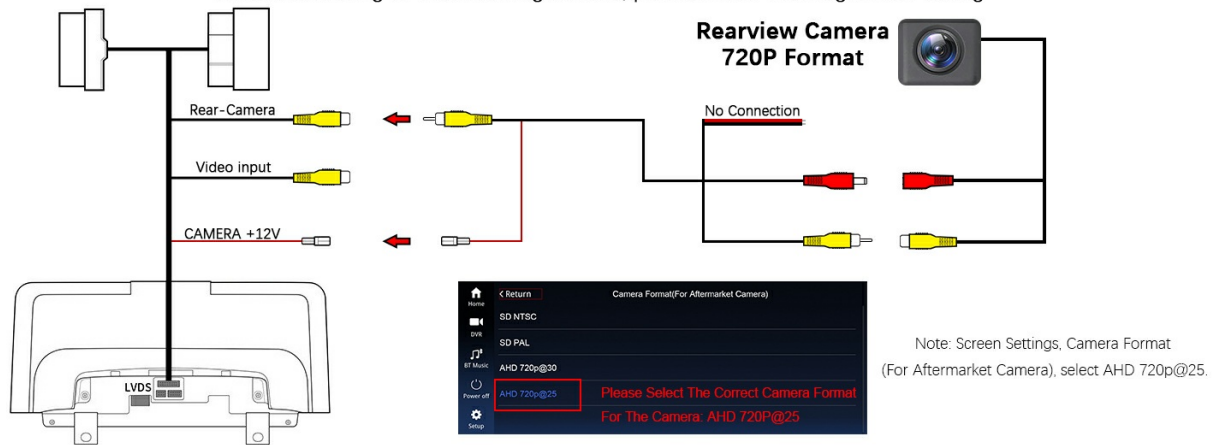 Rearview Camera
720P Format
Rear-Camera
No Connection
Video input
CAMERA +12V
LVDS
Home
< Return
Camera Format(For Aftermarket Camera)
SD NTSC
DVR
SD PAL
BT Music
AHD 720p@30
Power off
AHD 720p@25
Please Select The Correct Camera Format
For The Camera: AHD 720P@25
Setup
Note: Screen Settings, Camera Format
(For Aftermarket Camera), select AHD 720p@25.